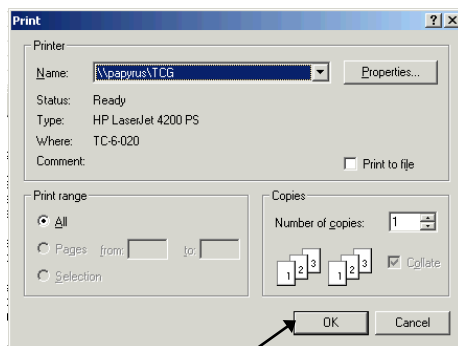 Print
Printer
Name: \\papyrus\TCG Properties...
Status: Ready
Type: HP LaserJet 4200 PS
Where: TC-6-020
Comment: Print to file
Print range
All
Pages from: to:
Selection
Copies
Number of copies: 1
1 2 3 1 2 3 Collate
OK Cancel